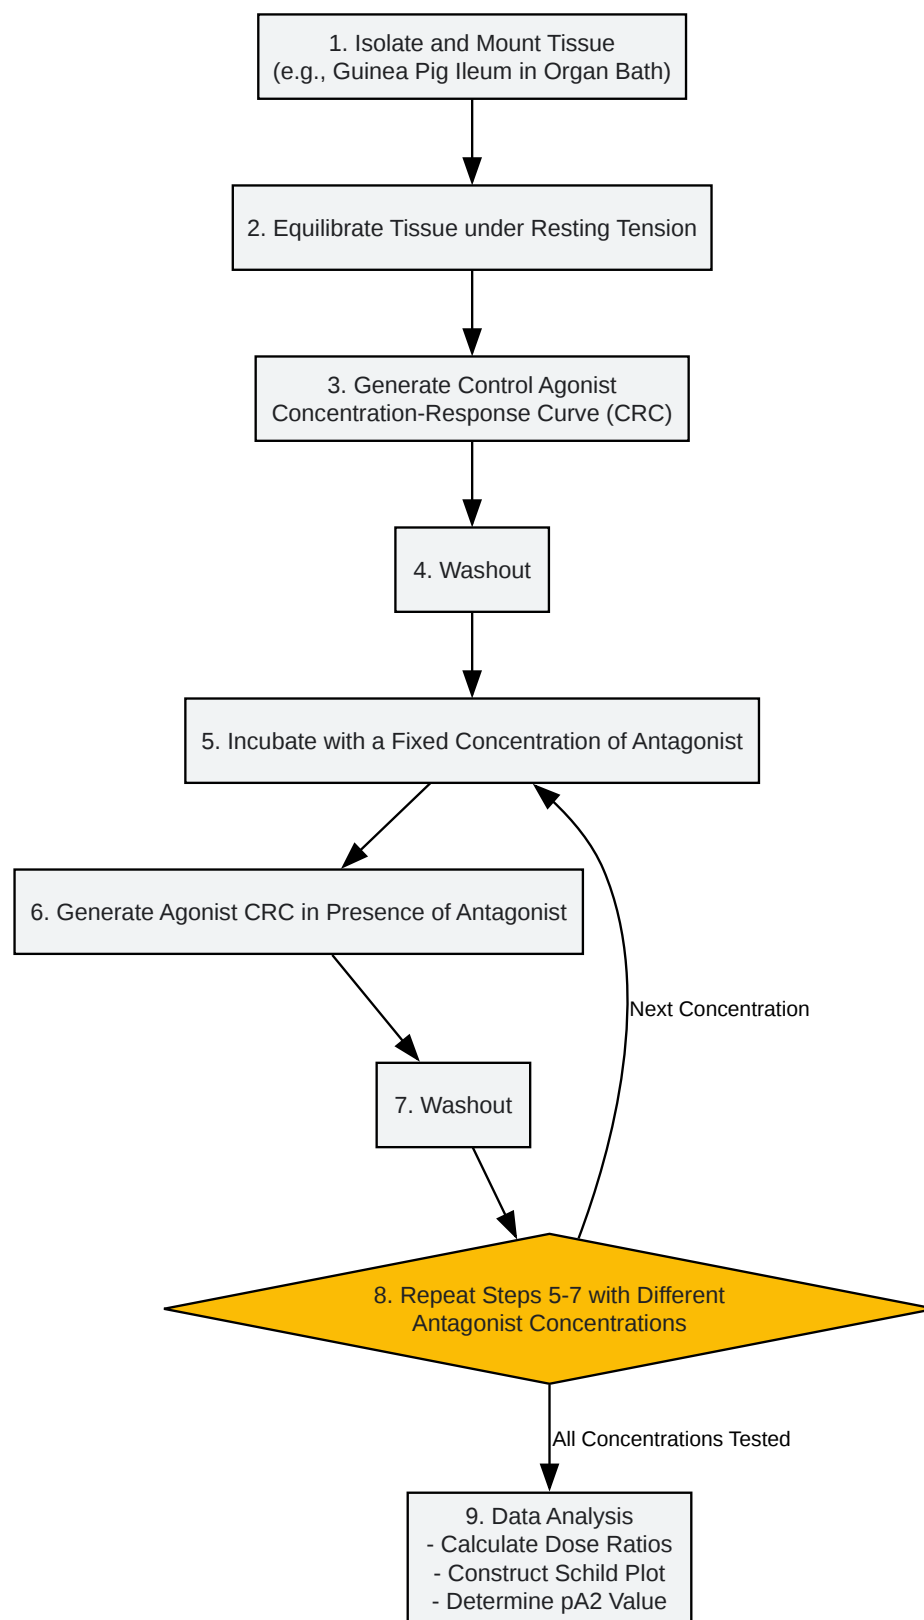 1. Isolate and Mount Tissue
(e.g., Guinea Pig Ileum in Organ Bath)
2. Equilibrate Tissue under Resting Tension
3. Generate Control Agonist
Concentration-Response Curve (CRC)
4. Washout
5. Incubate with a Fixed Concentration of Antagonist
6. Generate Agonist CRC in Presence of Antagonist
Next Concentration
7. Washout
8. Repeat Steps 5-7 with Different
Antagonist Concentrations
All Concentrations Tested
9. Data Analysis
- Calculate Dose Ratios
- Construct Schild Plot
- Determine pA2 Value